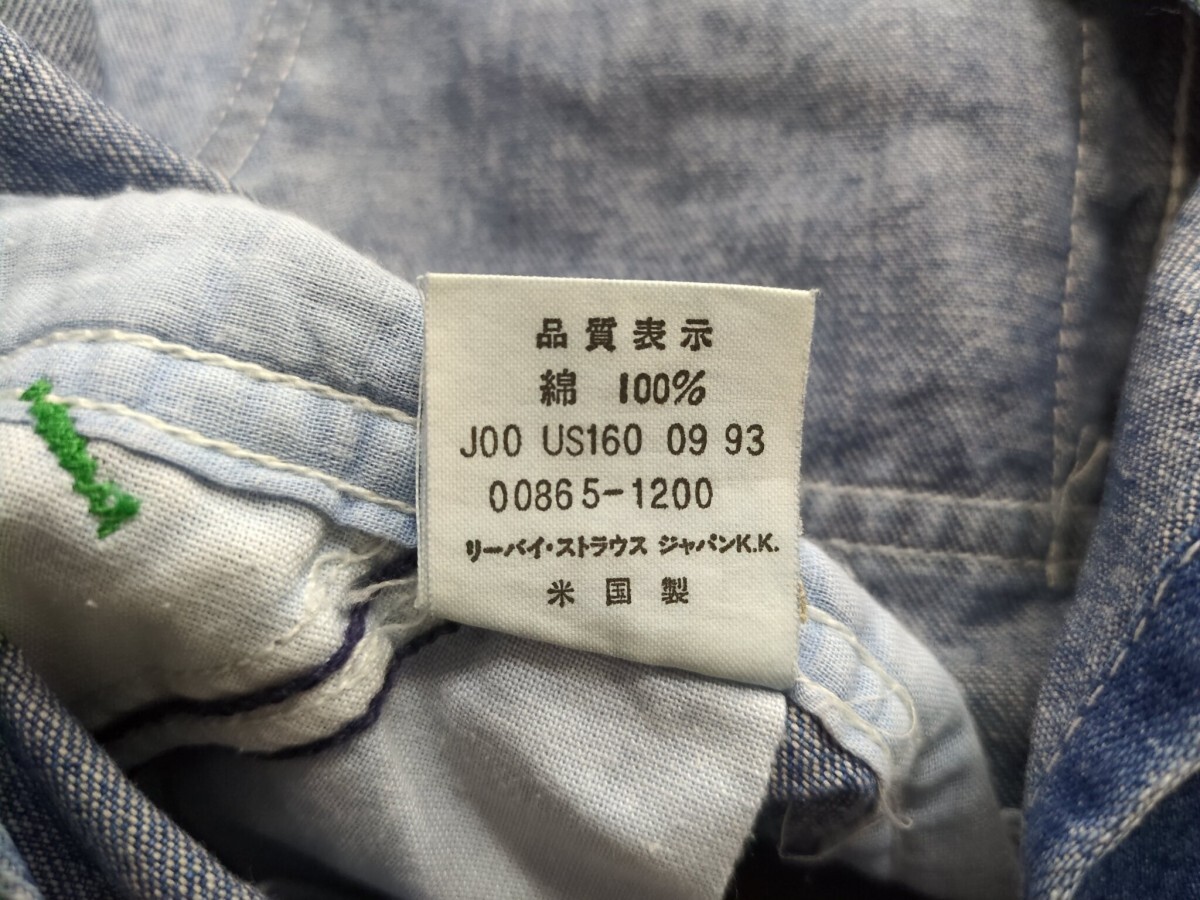 品質表示
綿 100%
J00 US160 09 93
00865-1200
リーバイ・ストラウス ジャパンK.K.
米国製